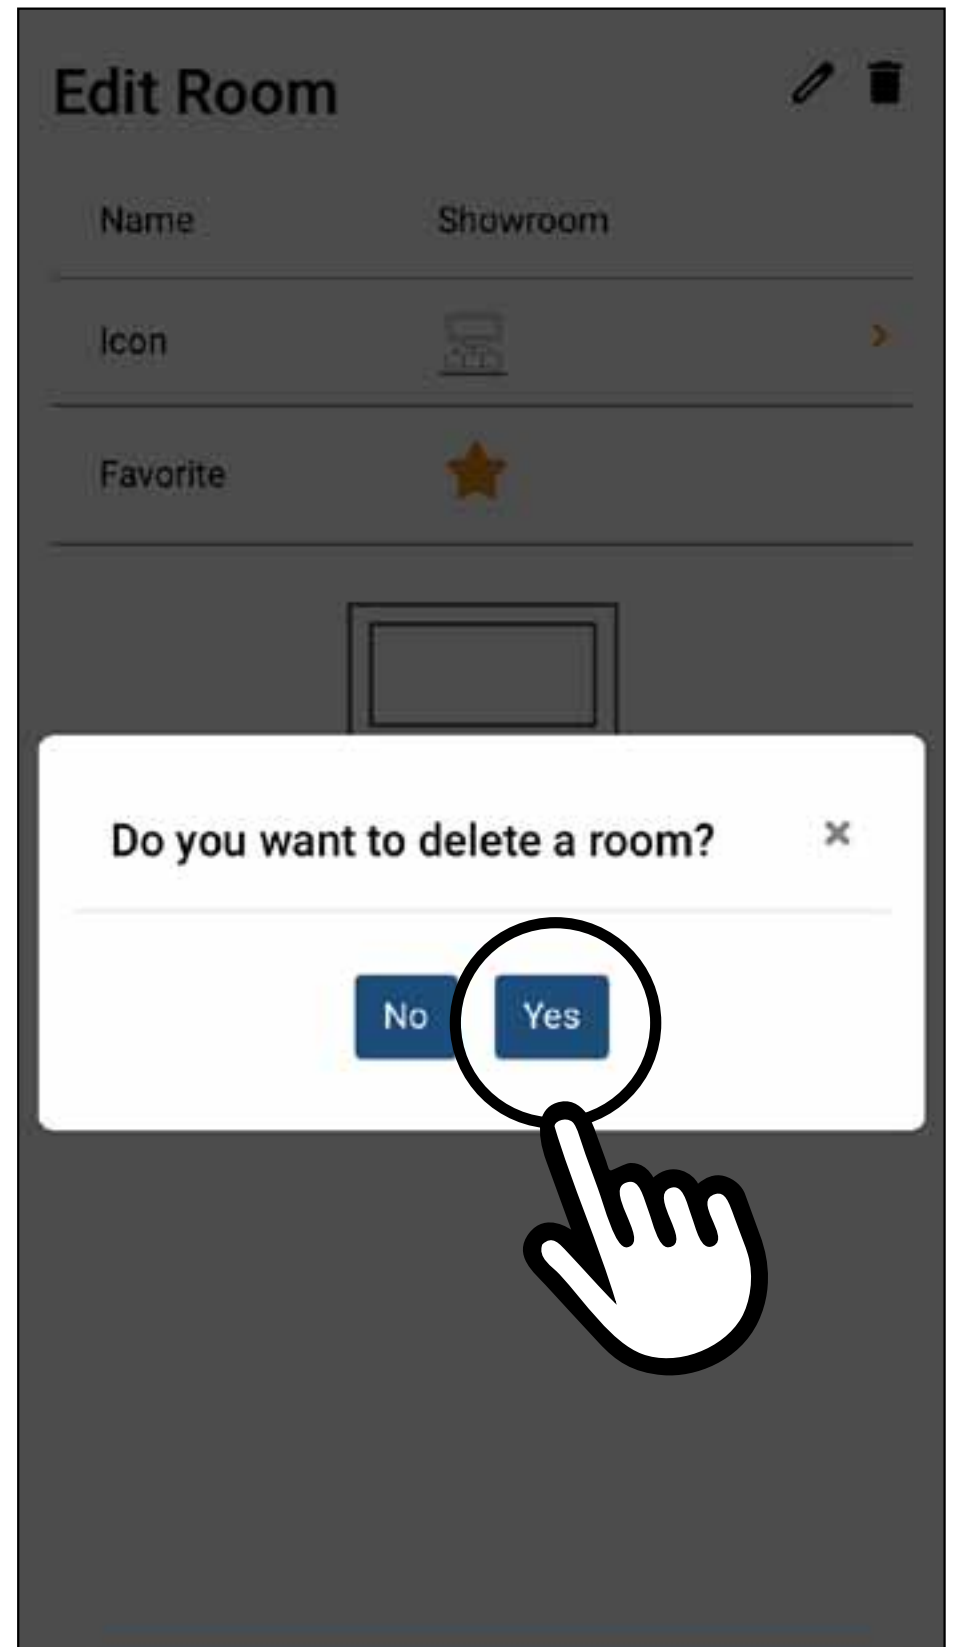 Edit Room
Name Showroom
Icon
Favorite
Do you want to delete a room?
No Yes